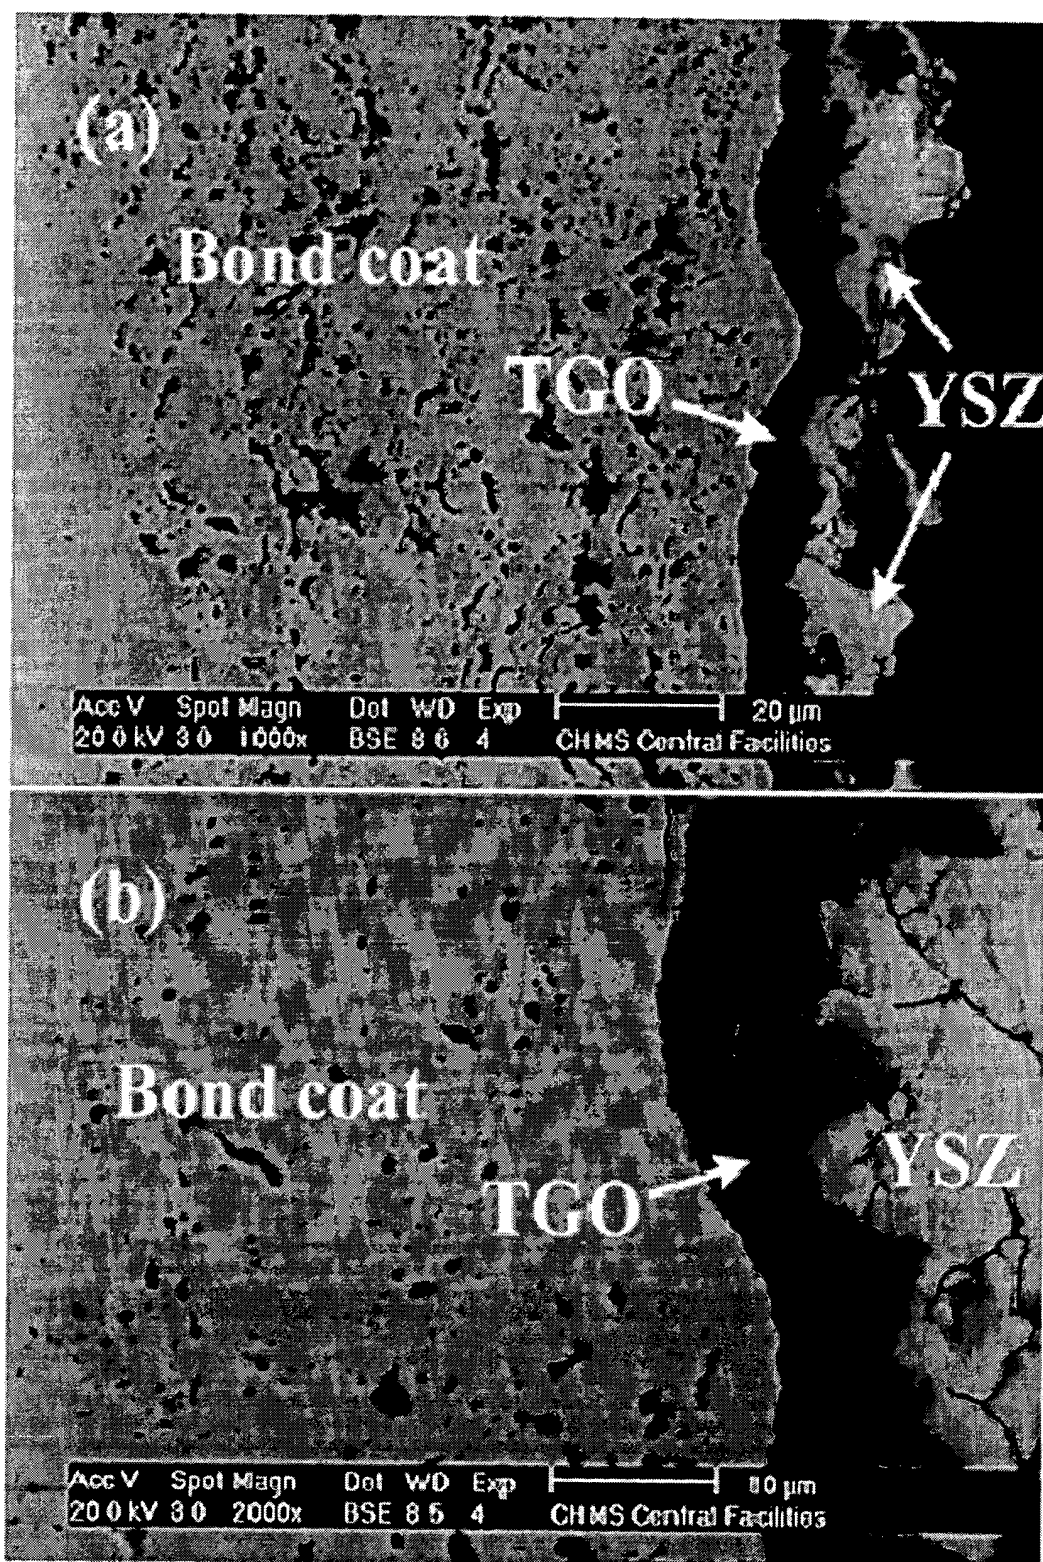 (a)
Bond coat
TGO
YSZ
Acc V Spot Magn Det WD Exp 20 µm
20 0 kV 3 0 1000x BSE 8 6 4 CHMS Central Facilities
(b)
Bond coat
YSZ
TGO
Acc V Spot Magn Det WD Exp 10 µm
20 0 kV 3 0 2000x BSE 8 5 4 CHMS Central Facilities